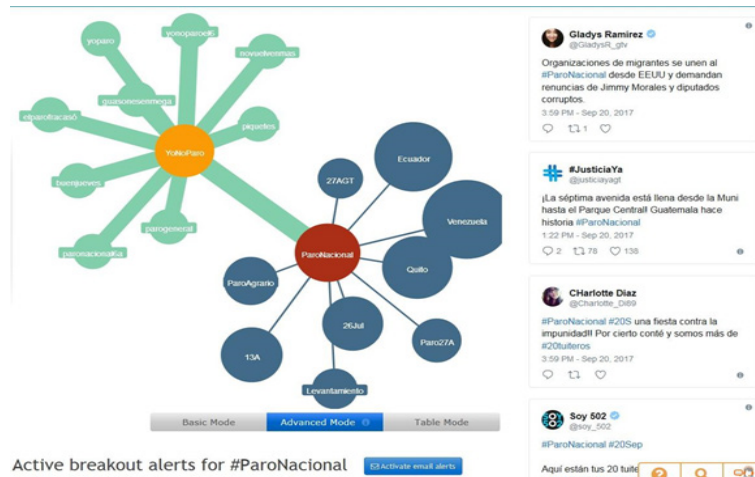 yoparo
yonoparoel6
novuelvenmas
guasonesenmega
elparofracasó
piquetes
YoNoParo
buenjueves
parogeneral
paronacional6a
27AGT
Ecuador
Venezuela
ParoNacional
Quito
ParoAgrario
26Jul
13A
Paro27A
Levantamiento
Basic Mode
Advanced Mode
Table Mode
Active breakout alerts for #ParoNacional
Activate email alerts
Gladys Ramirez
@GladysR_gtv
Organizaciones de migrantes se unen al
#ParoNacional desde EEUU y demandan
renuncias de Jimmy Morales y diputados
corruptos.
3:59 PM - Sep 20, 2017
1
#JusticiaYa
@justiciayagt
¡La séptima avenida está llena desde la Muni
hasta el Parque Central! Guatemala hace
historia #ParoNacional
1:22 PM - Sep 20, 2017
2 78 138
CHarlotte Diaz
@Charlotte_Di89
#ParoNacional #20S una fiesta contra la
impunidad!! Por cierto conté y somos más de
#20tuiteros
3:59 PM - Sep 20, 2017
Soy 502
@soy_502
#ParoNacional #20Sep
Aquí están tus 20 tuite